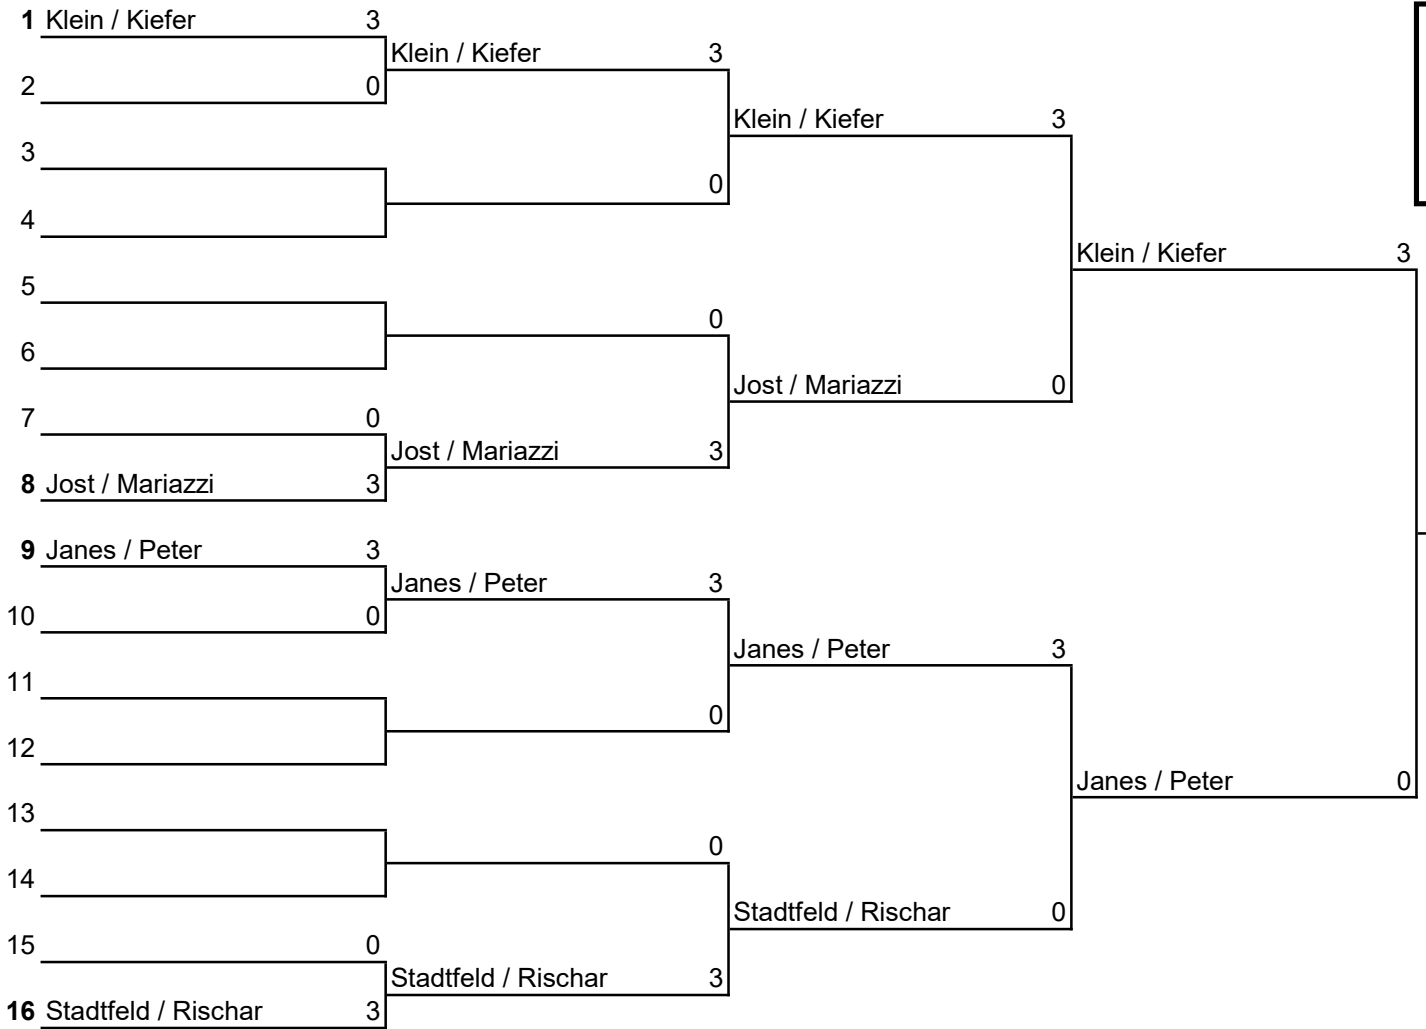 1 Klein / Kiefer 3
Klein / Kiefer 3
2 0
Klein / Kiefer 3
3
0
4
Klein / Kiefer 3
5
0
6
Jost / Mariazzi 0
7 0
Jost / Mariazzi 3
8 Jost / Mariazzi 3
9 Janes / Peter 3
Janes / Peter 3
10 0
Janes / Peter 3
11
0
12
Janes / Peter 0
13
0
14
Stadtfeld / Rischar 0
15 0
Stadtfeld / Rischar 3
16 Stadtfeld / Rischar 3